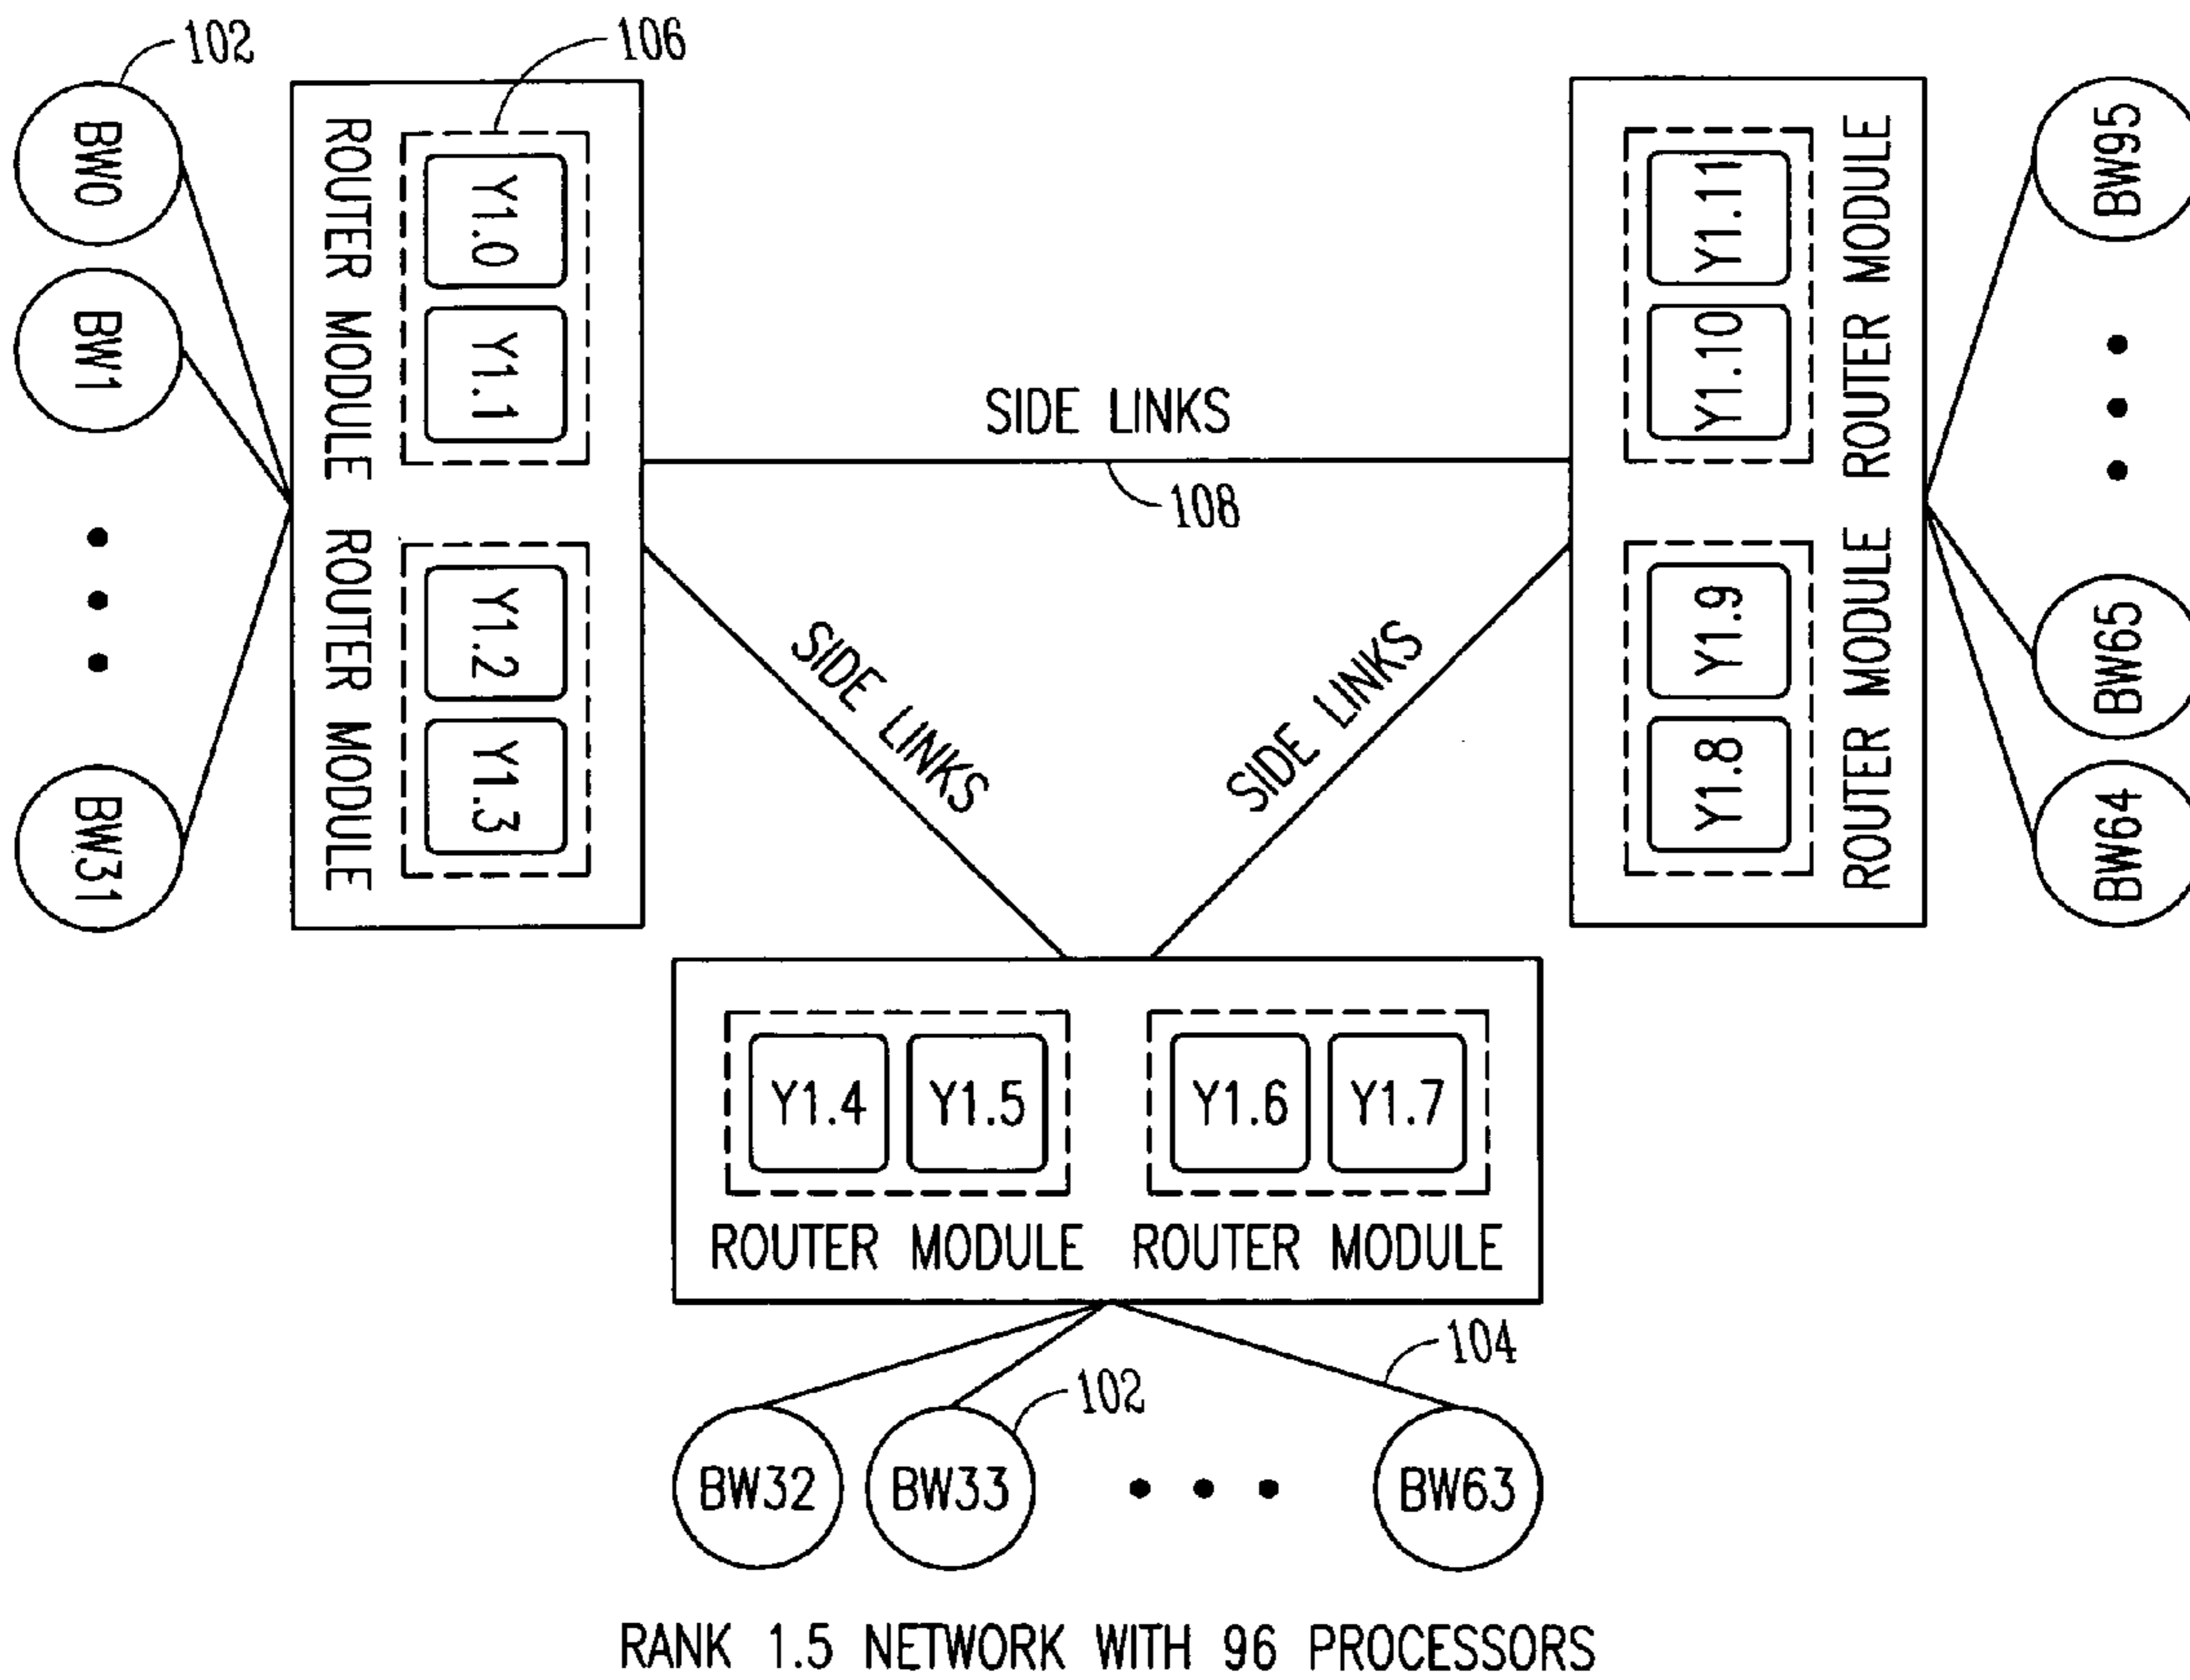 102
106
BW0
BW1
BW31
ROUTER MODULE
Y1.0
Y1.1
ROUTER MODULE
Y1.2
Y1.3
SIDE LINKS
108
SIDE LINKS
SIDE LINKS
Y1.11
Y1.10
ROUTER MODULE
Y1.9
Y1.8
ROUTER MODULE
BW95
BW65
BW64
Y1.4
Y1.5
Y1.6
Y1.7
ROUTER MODULE
ROUTER MODULE
104
102
BW32
BW33
BW63
RANK 1.5 NETWORK WITH 96 PROCESSORS